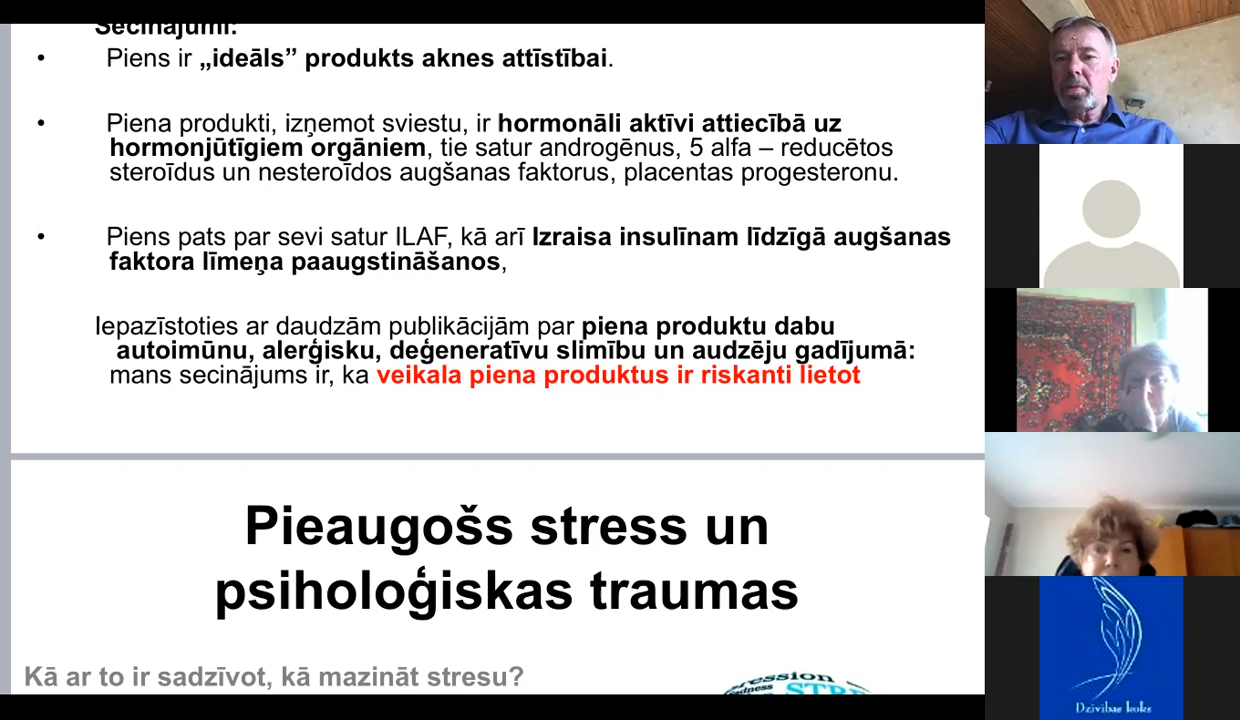 Secinājumi:
• Piens ir „ideāls” produkts aknes attīstībai.
• Piena produkti, izņemot sviestu, ir hormonāli aktīvi attiecībā uz
hormonjūtīgiem orgāniem, tie satur androgēnus, 5 alfa – reducētos
steroīdus un nesteroīdos augšanas faktorus, placentas progesteronu.
• Piens pats par sevi satur ILAF, kā arī Izraisa insulīnam līdzīgā augšanas
faktora līmeņa paaugstināšanos,
Iepazīstoties ar daudzām publikācijām par piena produktu dabu
autoimūnu, alerģisku, deģeneratīvu slimību un audzēju gadījumā:
mans secinājums ir, ka veikala piena produktus ir riskanti lietot
Pieaugošs stress un
psiholoģiskas traumas
Kā ar to ir sadzīvot, kā mazināt stresu?
Dzīvības koks